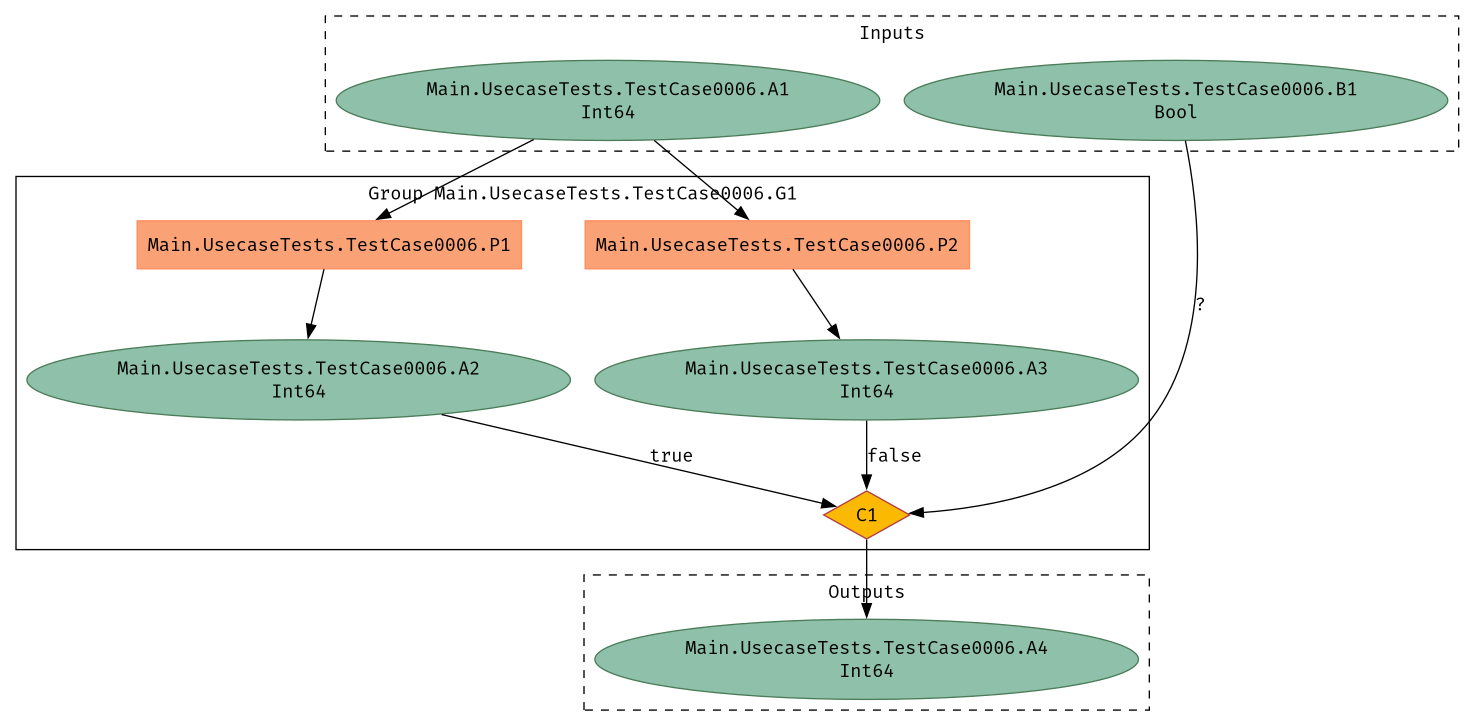 Inputs
Main.UsecaseTests.TestCase0006.A1
Int64
Main.UsecaseTests.TestCase0006.B1
Bool
Group Main.UsecaseTests.TestCase0006.G1
Main.UsecaseTests.TestCase0006.P1
Main.UsecaseTests.TestCase0006.P2
?
Main.UsecaseTests.TestCase0006.A2
Int64
Main.UsecaseTests.TestCase0006.A3
Int64
true
false
C1
Outputs
Main.UsecaseTests.TestCase0006.A4
Int64